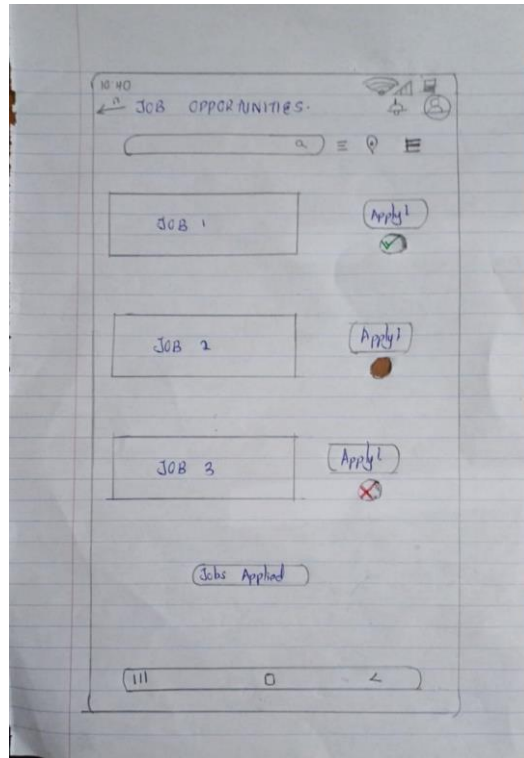 10:40
JOB OPPORTUNITIES.
JOB 1
Apply?
JOB 2
Apply?
JOB 3
Apply?
Jobs Applied